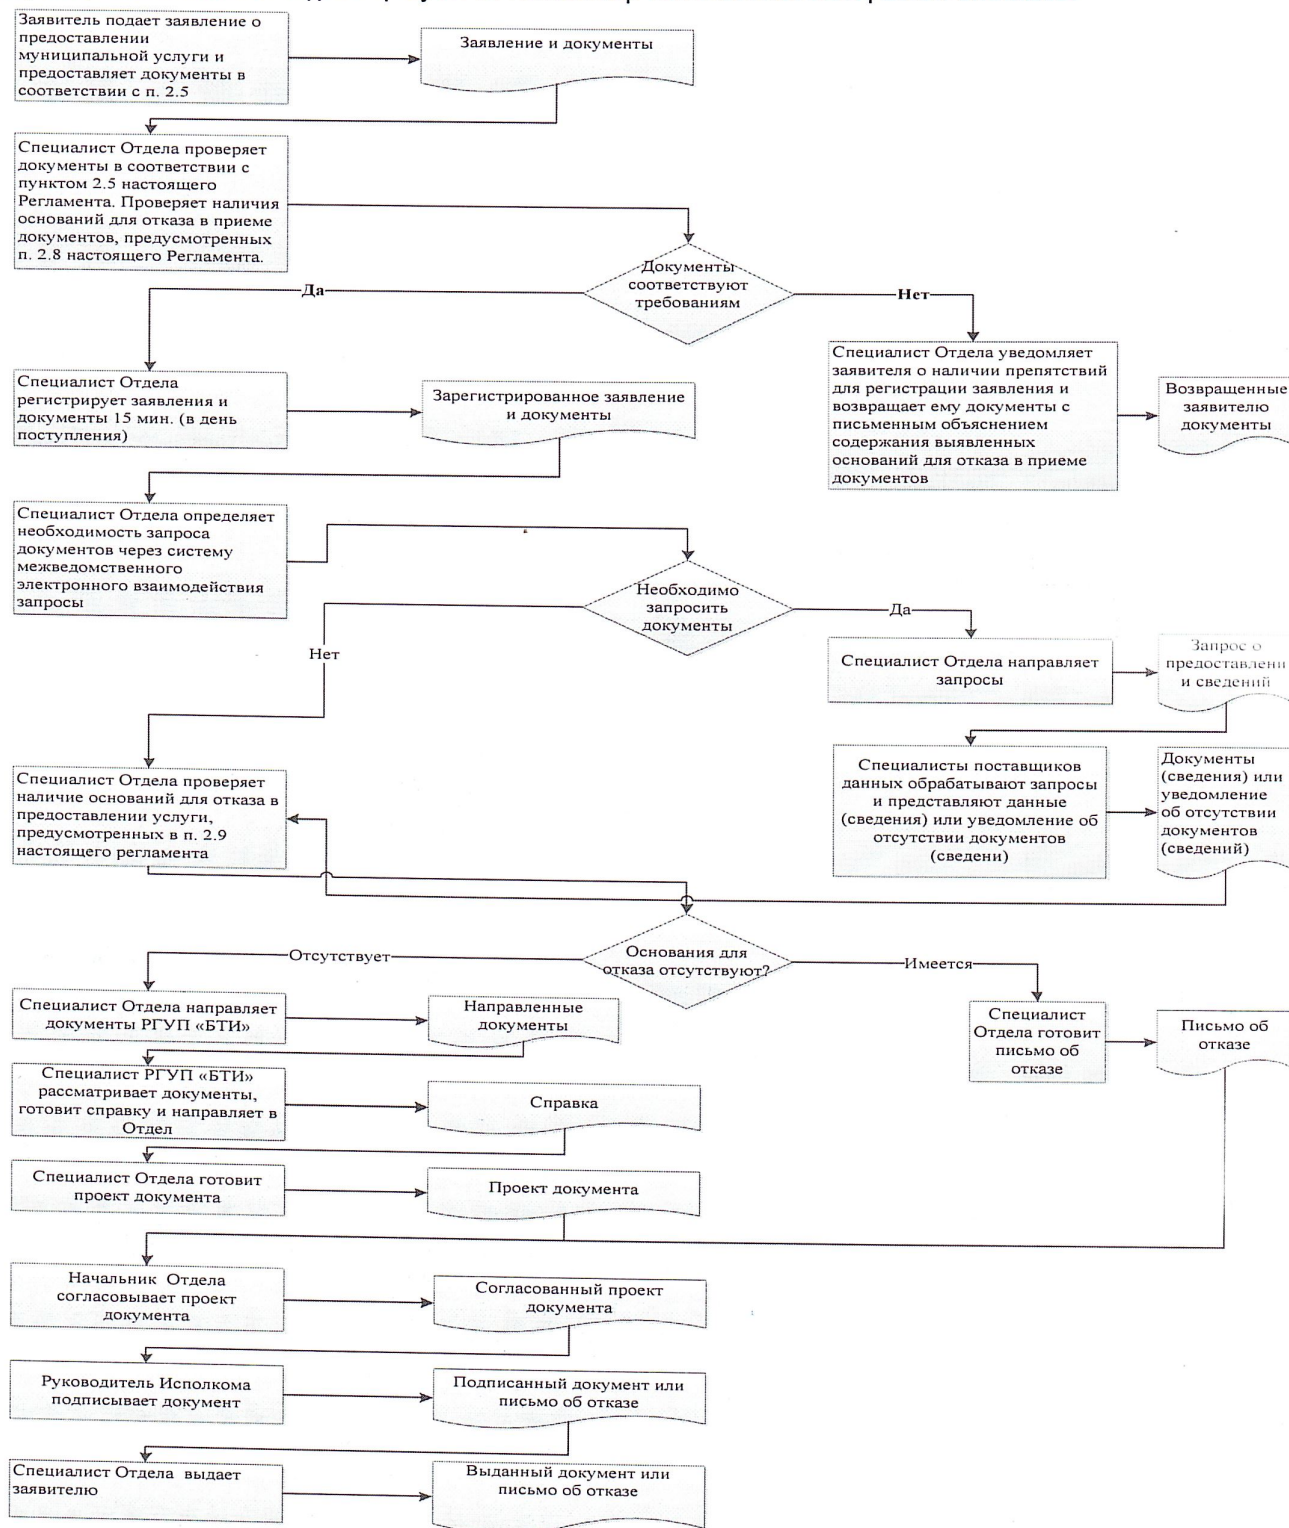 Заявитель подает заявление о
предоставлении
муниципальной услуги и
предоставляет документы в
соответствии с п. 2.5
Заявление и документы
Специалист Отдела проверяет
документы в соответствии с
пунктом 2.5 настоящего
Регламента. Проверяет наличия
оснований для отказа в приеме
документов, предусмотренных
п. 2.8 настоящего Регламента.
Документы
соответствуют
требованиям
Да
Нет
Специалист Отдела
регистрирует заявления и
документы 15 мин. (в день
поступления)
Зарегистрированное заявление
и документы
Специалист Отдела уведомляет
заявителя о наличии препятствий
для регистрации заявления и
возвращает ему документы с
письменным объяснением
содержания выявленных
оснований для отказа в приеме
документов
Возвращенные
заявителю
документы
Специалист Отдела определяет
необходимость запроса
документов через систему
межведомственного
электронного взаимодействия
запросы
Необходимо
запросить
документы
Да
Нет
Специалист Отдела направляет
запросы
Запрос о
предоставлени
и сведений
Специалист Отдела проверяет
наличие оснований для отказа в
предоставлении услуги,
предусмотренных в п. 2.9
настоящего регламента
Специалисты поставщиков
данных обрабатывают запросы
и представляют данные
(сведения) или уведомление об
отсутствии документов
(сведени)
Документы
(сведения) или
уведомление
об отсутствии
документов
(сведений)
Основания для
отказа отсутствуют?
Отсутствует
Имеется
Специалист Отдела направляет
документы РГУП «БТИ»
Направленные
документы
Специалист
Отдела готовит
письмо об
отказе
Письмо об
отказе
Специалист РГУП «БТИ»
рассматривает документы,
готовит справку и направляет в
Отдел
Справка
Специалист Отдела готовит
проект документа
Проект документа
Начальник Отдела
согласовывает проект
документа
Согласованный проект
документа
Руководитель Исполкома
подписывает документ
Подписанный документ или
письмо об отказе
Специалист Отдела выдает
заявителю
Выданный документ или
письмо об отказе